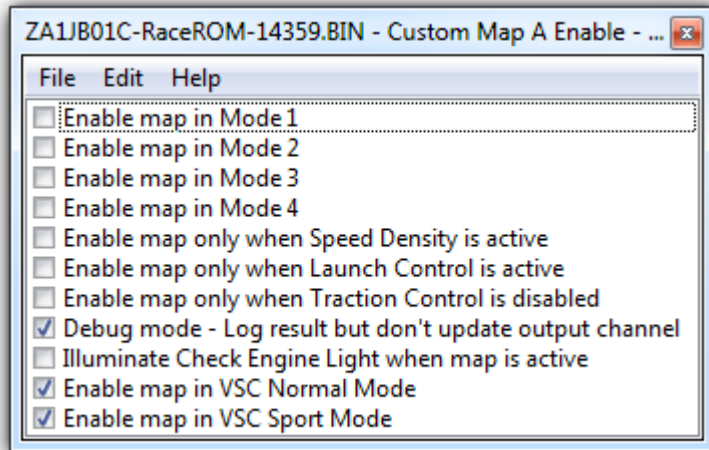 ZA1JB01C-RaceROM-14359.BIN - Custom Map A Enable - ...
File Edit Help
Enable map in Mode 1
Enable map in Mode 2
Enable map in Mode 3
Enable map in Mode 4
Enable map only when Speed Density is active
Enable map only when Launch Control is active
Enable map only when Traction Control is disabled
Debug mode - Log result but don't update output channel
Illuminate Check Engine Light when map is active
Enable map in VSC Normal Mode
Enable map in VSC Sport Mode